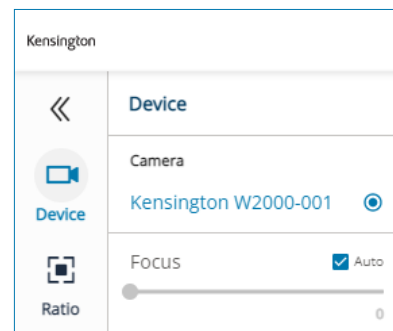 Kensington
Device
Camera
Device
Kensington W2000-001
Focus
Auto
Ratio
0